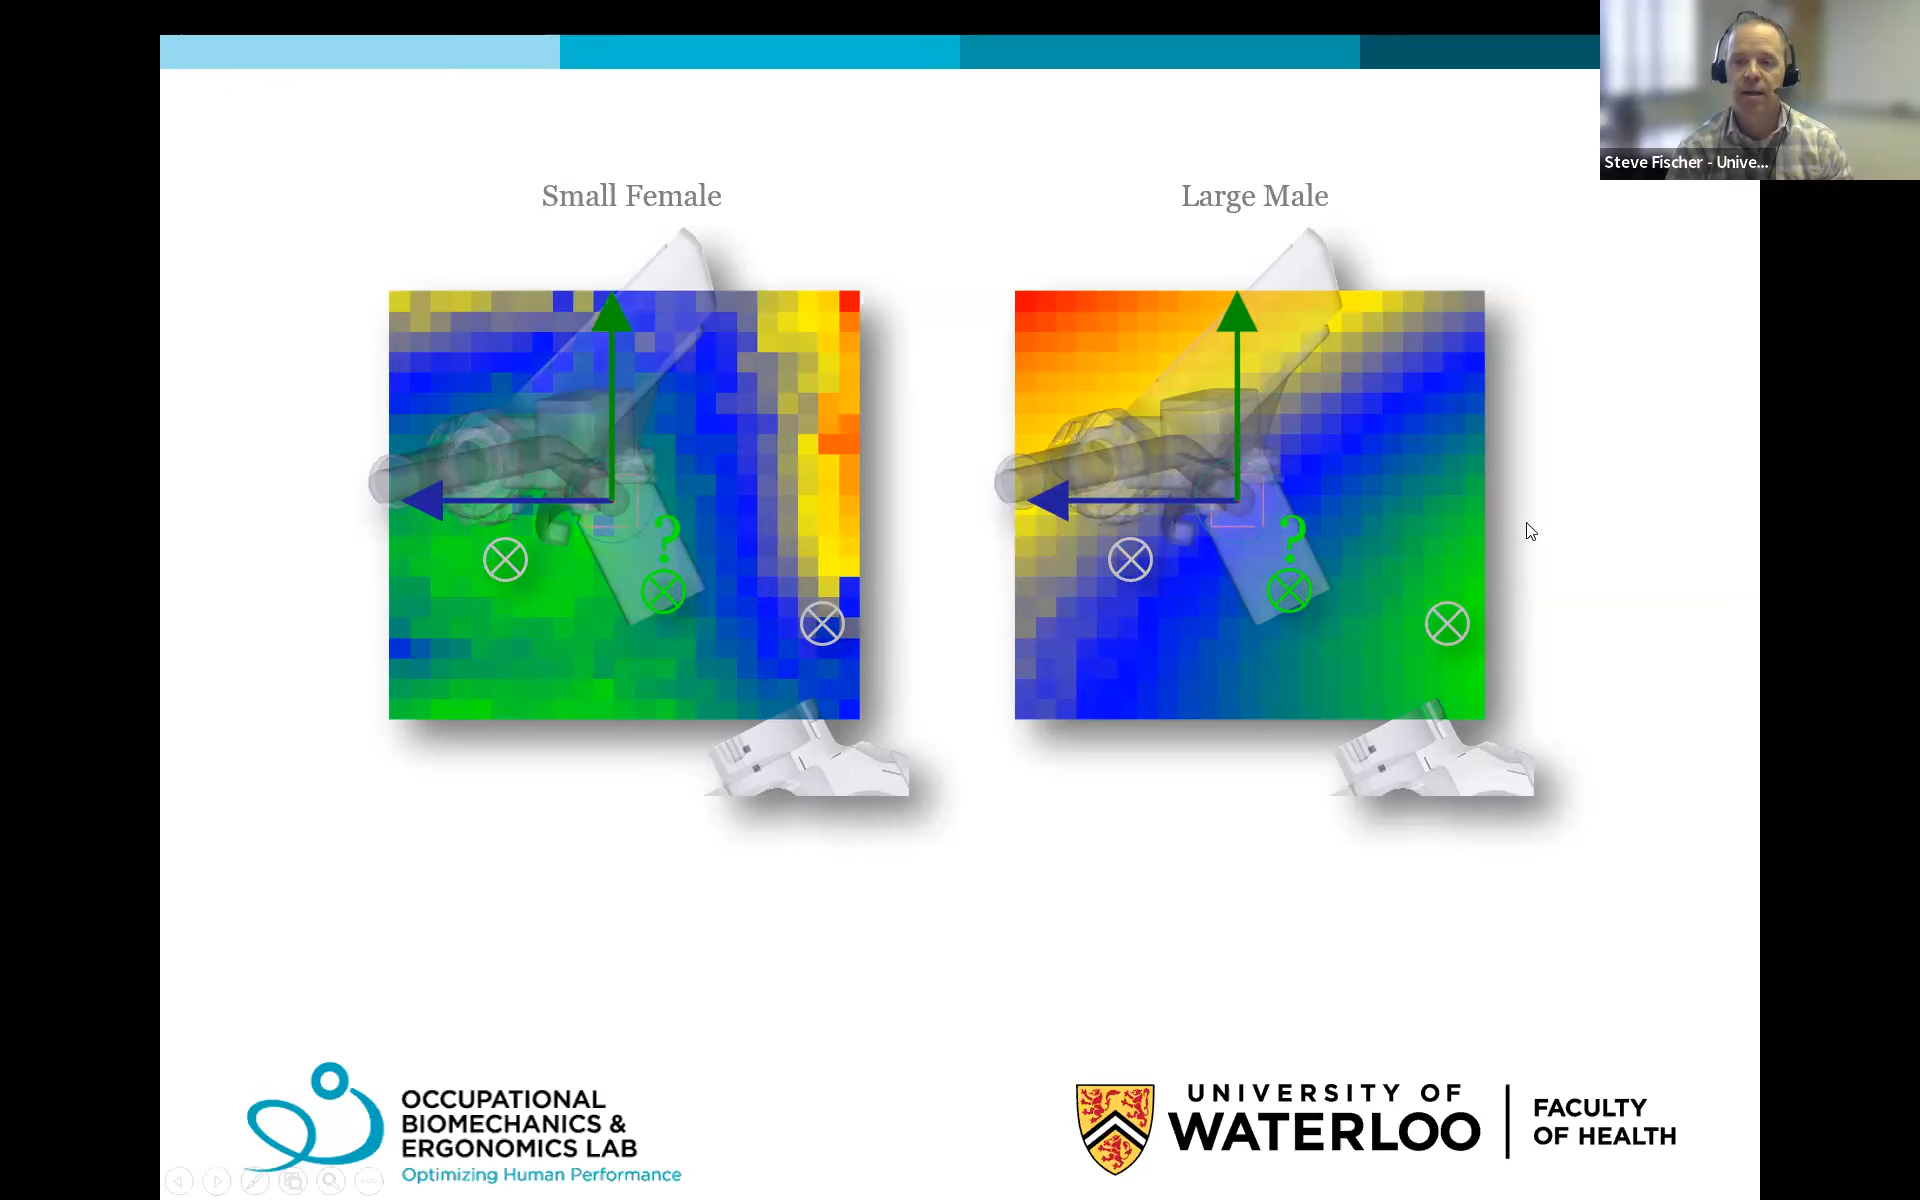 Steve Fischer - Unive...
Small Female
Large Male
?
?
OCCUPATIONAL
BIOMECHANICS &
ERGONOMICS LAB
Optimizing Human Performance
UNIVERSITY OF
WATERLOO
FACULTY
OF HEALTH